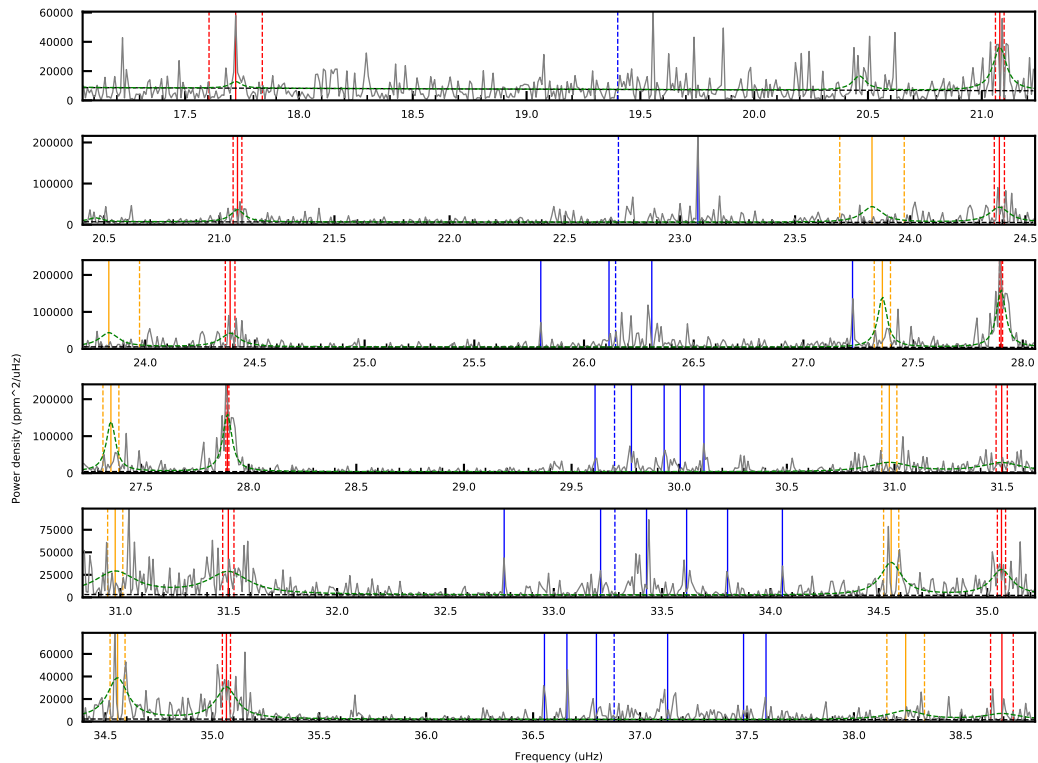 60000
40000
20000
0
17.5 18.0 18.5 19.0 19.5 20.0 20.5 21.0
200000
100000
0
20.5 21.0 21.5 22.0 22.5 23.0 23.5 24.0 24.5
200000
100000
0
24.0 24.5 25.0 25.5 26.0 26.5 27.0 27.5 28.0
Power density (ppm^2/uHz)
200000
100000
0
27.5 28.0 28.5 29.0 29.5 30.0 30.5 31.0 31.5
75000
50000
25000
0
31.0 31.5 32.0 32.5 33.0 33.5 34.0 34.5 35.0
60000
40000
20000
0
34.5 35.0 35.5 36.0 36.5 37.0 37.5 38.0 38.5
Frequency (uHz)